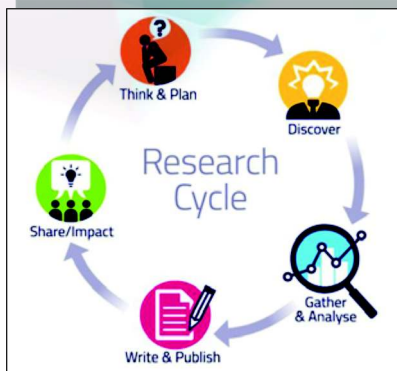 Think & Plan
Discover
Research
Cycle
Share/Impact
Gather
& Analyse
Write & Publish